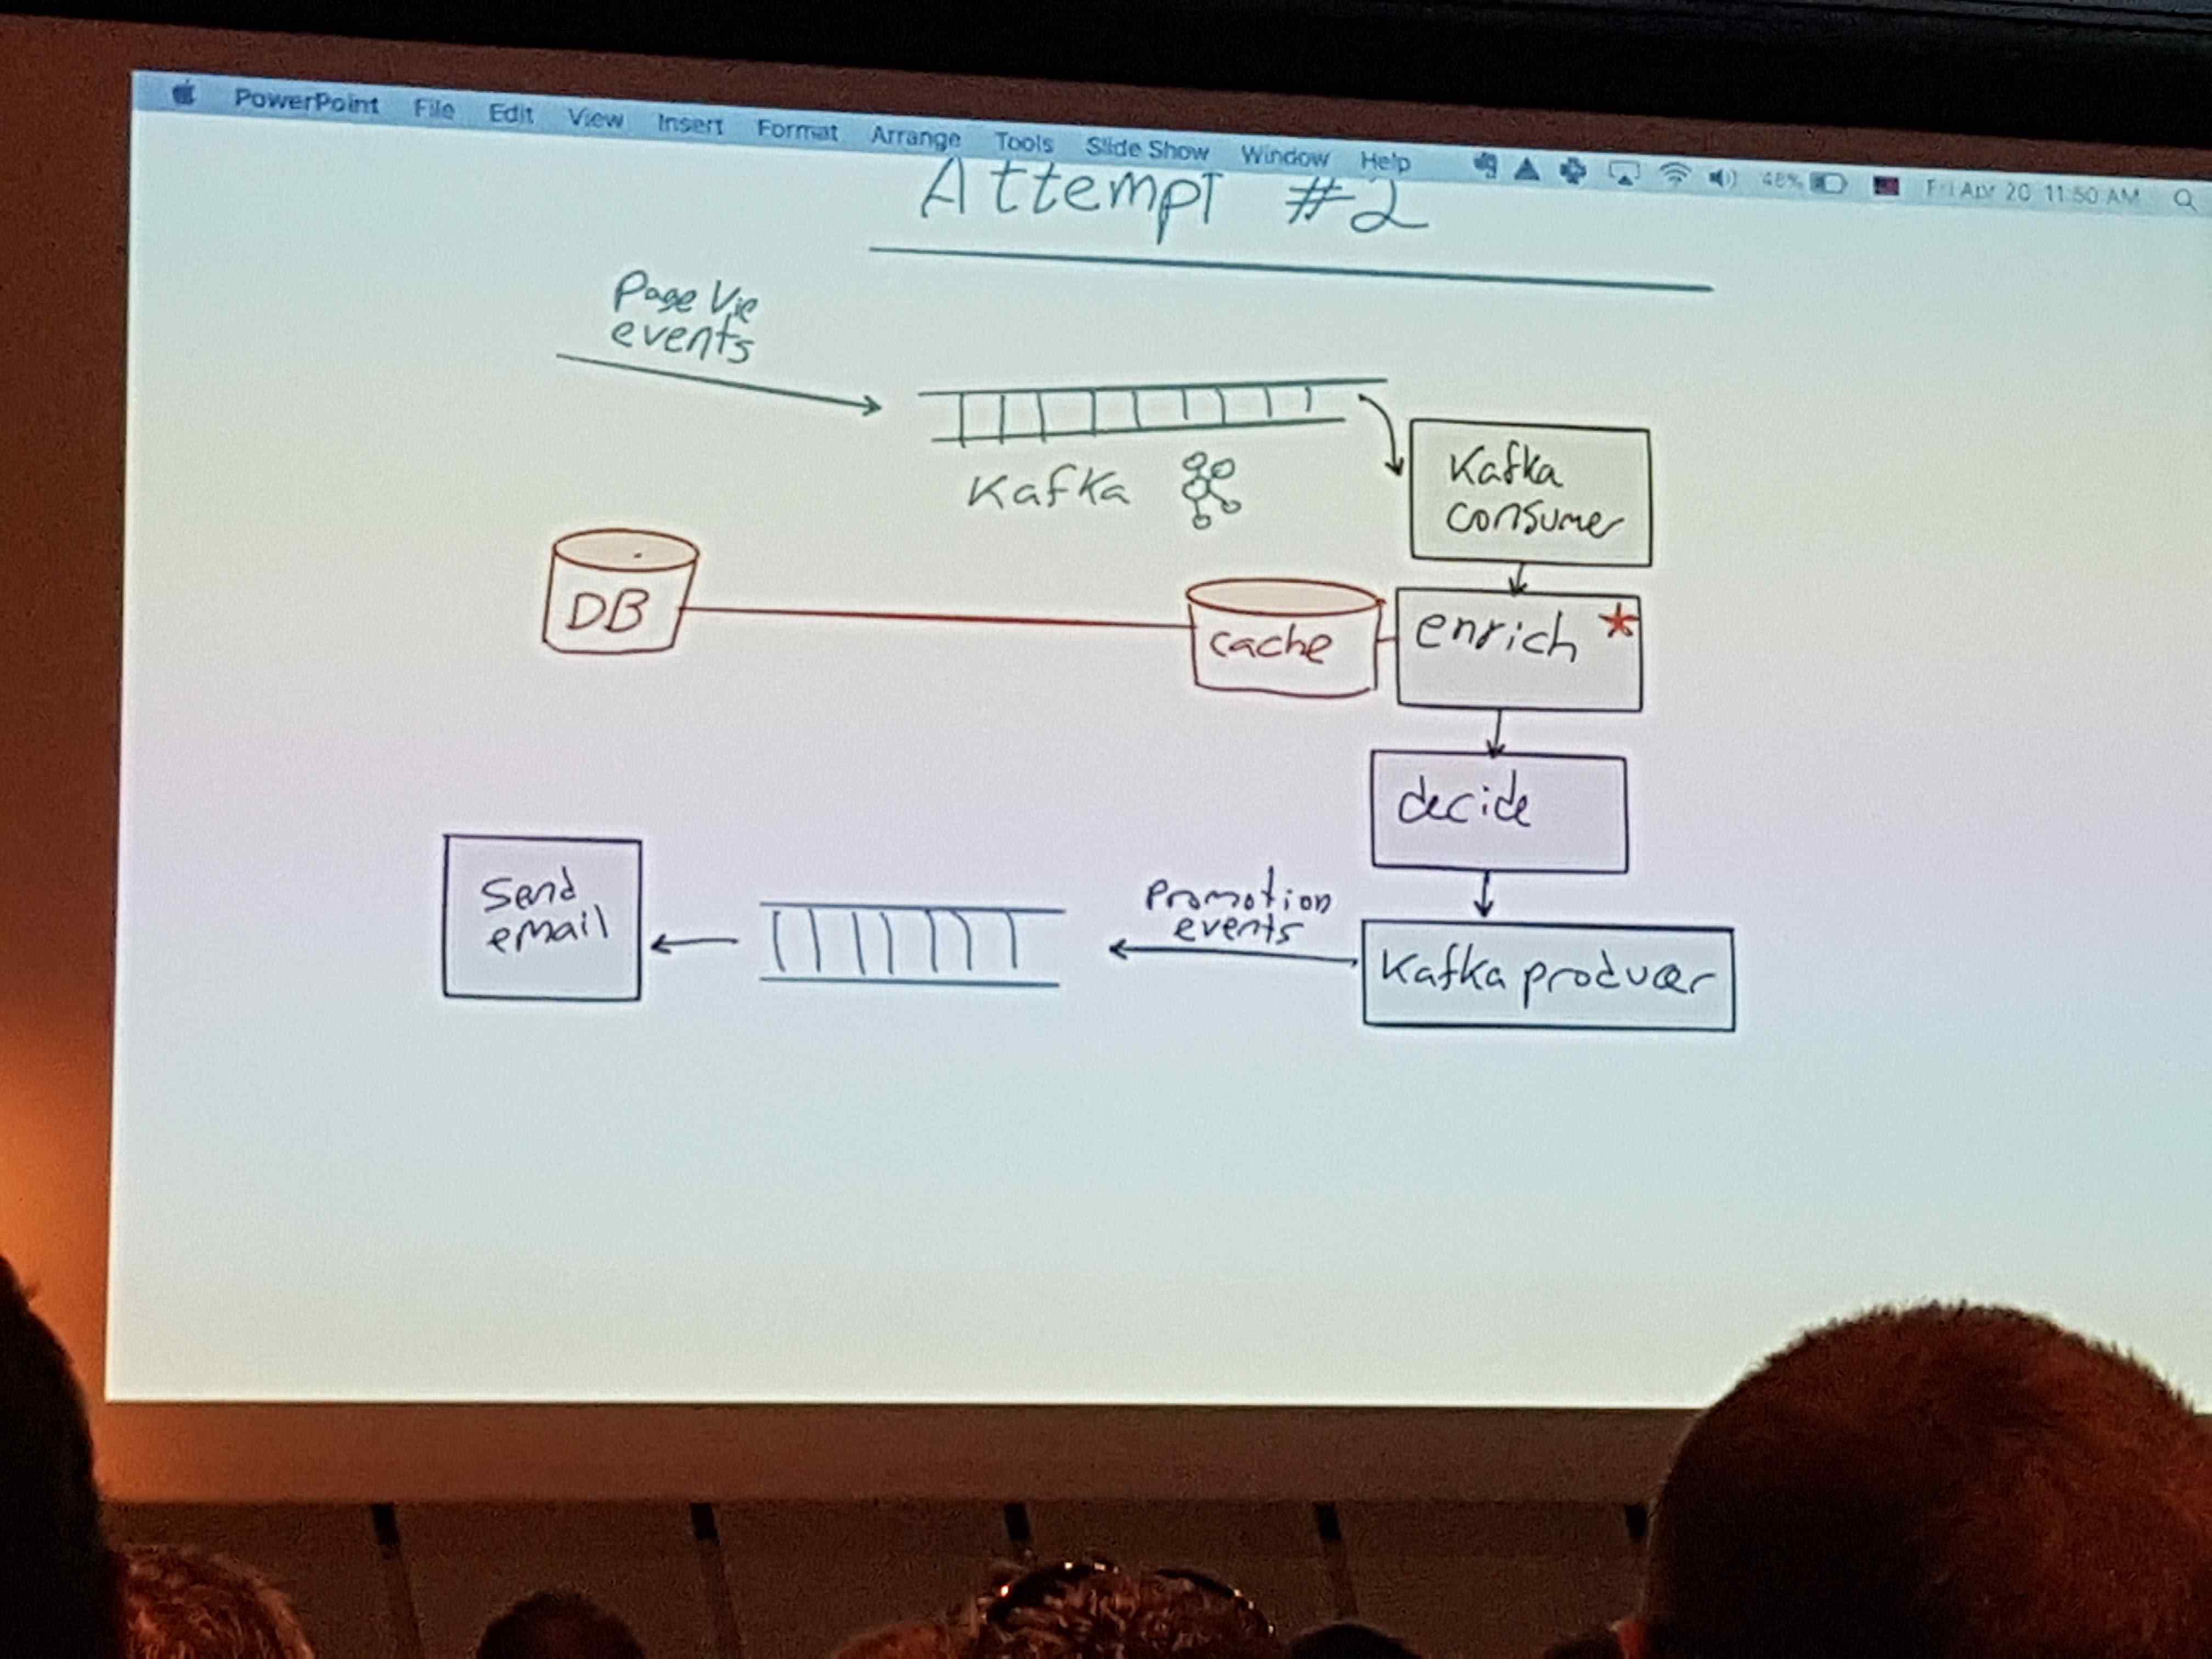 PowerPoint File Edit View Insert Format Arrange Tools Slide Show Window Help 48% Fri Apr 20 11:50 AM
Attempt #2
Page Vie
events
Kafka
Kafka
consumer
DB
cache
enrich *
decide
Send
email
Promotion
events
Kafka producer